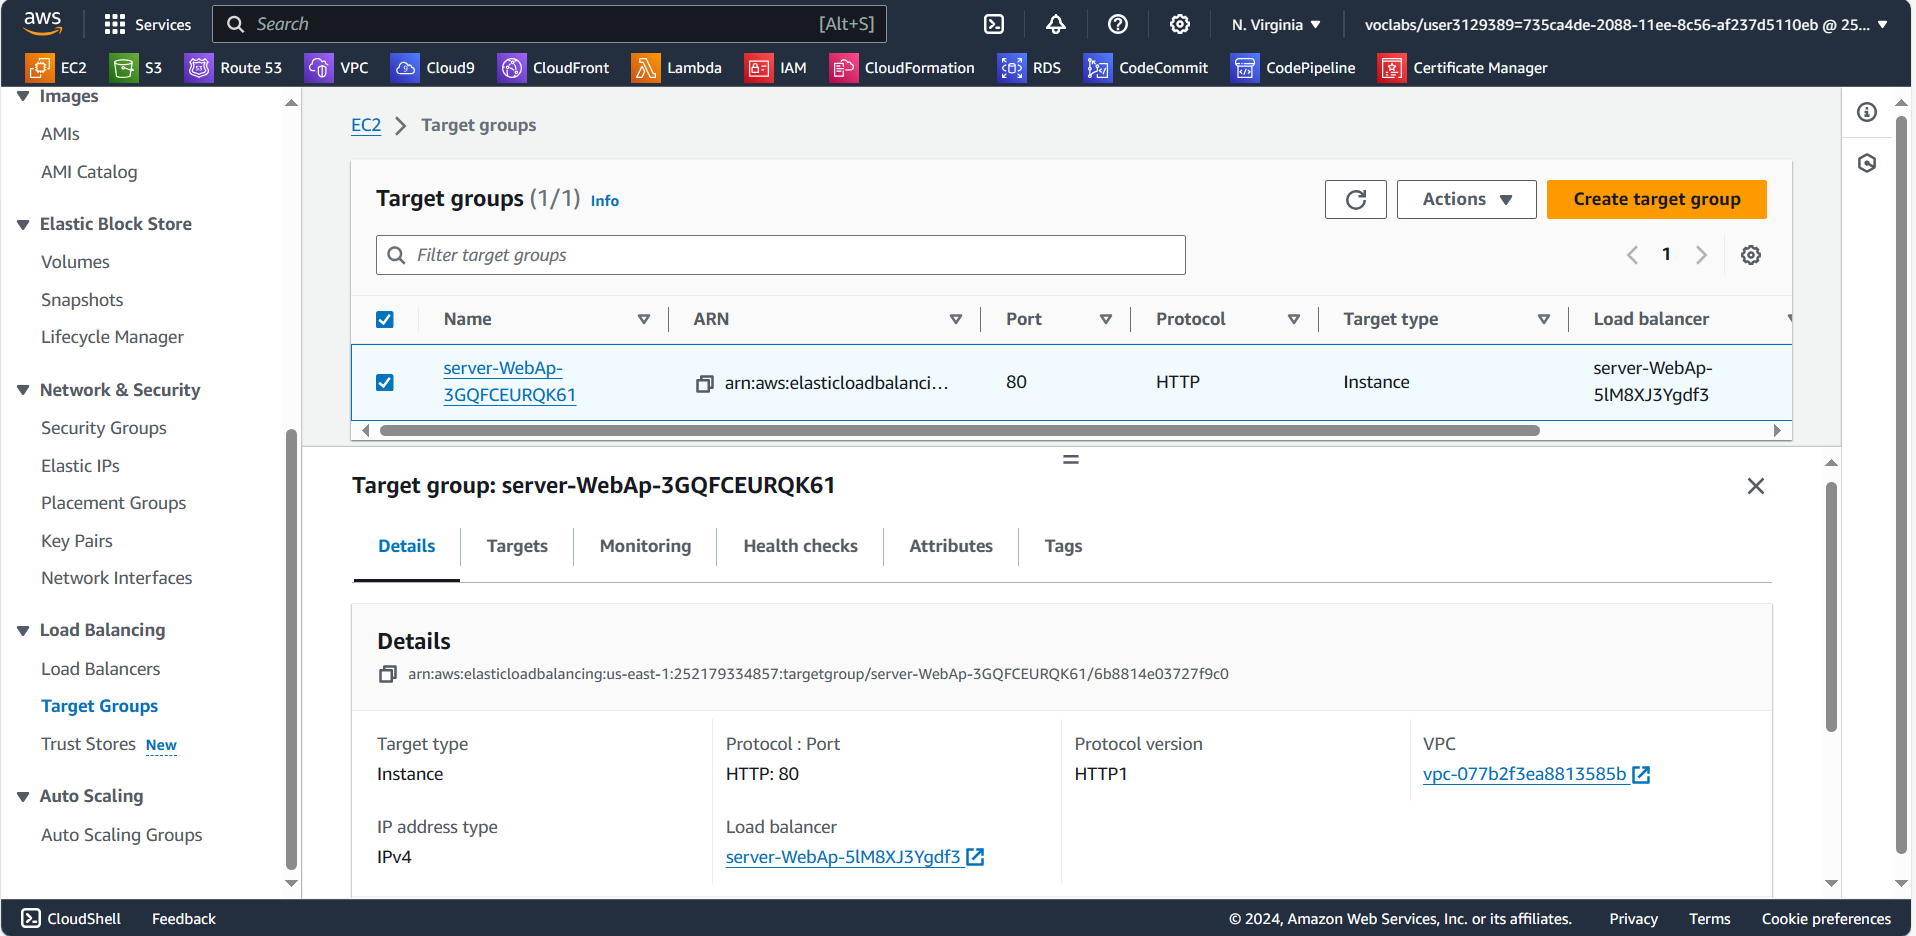 aws
Services
Search
[Alt+S]
N. Virginia
voclabs/user3129389=735ca4de-2088-11ee-8c56-af237d5110eb @ 25...
EC2
S3
Route 53
VPC
Cloud9
CloudFront
Lambda
IAM
CloudFormation
RDS
CodeCommit
CodePipeline
Certificate Manager
Images
AMIs
AMI Catalog
Elastic Block Store
Volumes
Snapshots
Lifecycle Manager
Network & Security
Security Groups
Elastic IPs
Placement Groups
Key Pairs
Network Interfaces
Load Balancing
Load Balancers
Target Groups
Trust Stores New
Auto Scaling
Auto Scaling Groups
EC2
Target groups
Target groups (1/1) Info
Actions
Create target group
Filter target groups
1
Name
ARN
Port
Protocol
Target type
Load balancer
server-WebAp-
3GQFCEURQK61
arn:aws:elasticloadbalanci...
80
HTTP
Instance
server-WebAp-
5lM8XJ3Ygdf3
Target group: server-WebAp-3GQFCEURQK61
Details
Targets
Monitoring
Health checks
Attributes
Tags
Details
arn:aws:elasticloadbalancing:us-east-1:252179334857:targetgroup/server-WebAp-3GQFCEURQK61/6b8814e03727f9c0
Target type
Instance
Protocol : Port
HTTP: 80
Protocol version
HTTP1
VPC
vpc-077b2f3ea8813585b
IP address type
IPv4
Load balancer
server-WebAp-5lM8XJ3Ygdf3
CloudShell
Feedback
© 2024, Amazon Web Services, Inc. or its affiliates.
Privacy
Terms
Cookie preferences